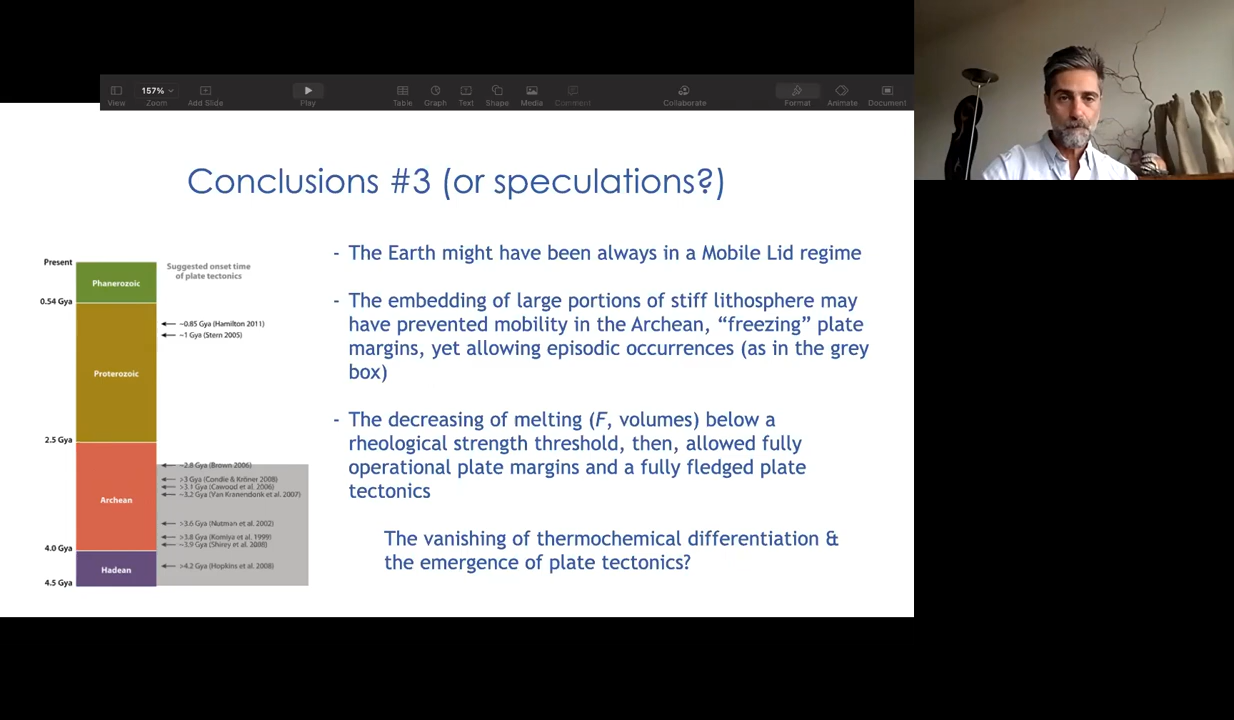 157%
View
Zoom
Add Slide
Play
Table
Graph
Text
Shape
Media
Comment
Collaborate
Format
Animate
Document
Conclusions #3 (or speculations?)
Suggested onset time
of plate tectonics
Present
Phanerozoic
0.54 Gya
~0.85 Gya (Hamilton 2011)
~1 Gya (Stern 2005)
Proterozoic
2.5 Gya
~2.8 Gya (Brown 2006)
>3 Gya (Condie & Kröner 2008)
>3.1 Gya (Cawood et al. 2006)
~3.2 Gya (Van Kranendonk et al. 2007)
Archean
>3.6 Gya (Nutman et al. 2002)
>3.8 Gya (Komiya et al. 1999)
~3.9 Gya (Shirey et al. 2008)
4.0 Gya
>4.2 Gya (Hopkins et al. 2008)
Hadean
4.5 Gya
- The Earth might have been always in a Mobile Lid regime
- The embedding of large portions of stiff lithosphere may
have prevented mobility in the Archean, “freezing” plate
margins, yet allowing episodic occurrences (as in the grey
box)
- The decreasing of melting (F, volumes) below a
rheological strength threshold, then, allowed fully
operational plate margins and a fully fledged plate
tectonics
The vanishing of thermochemical differentiation &
the emergence of plate tectonics?